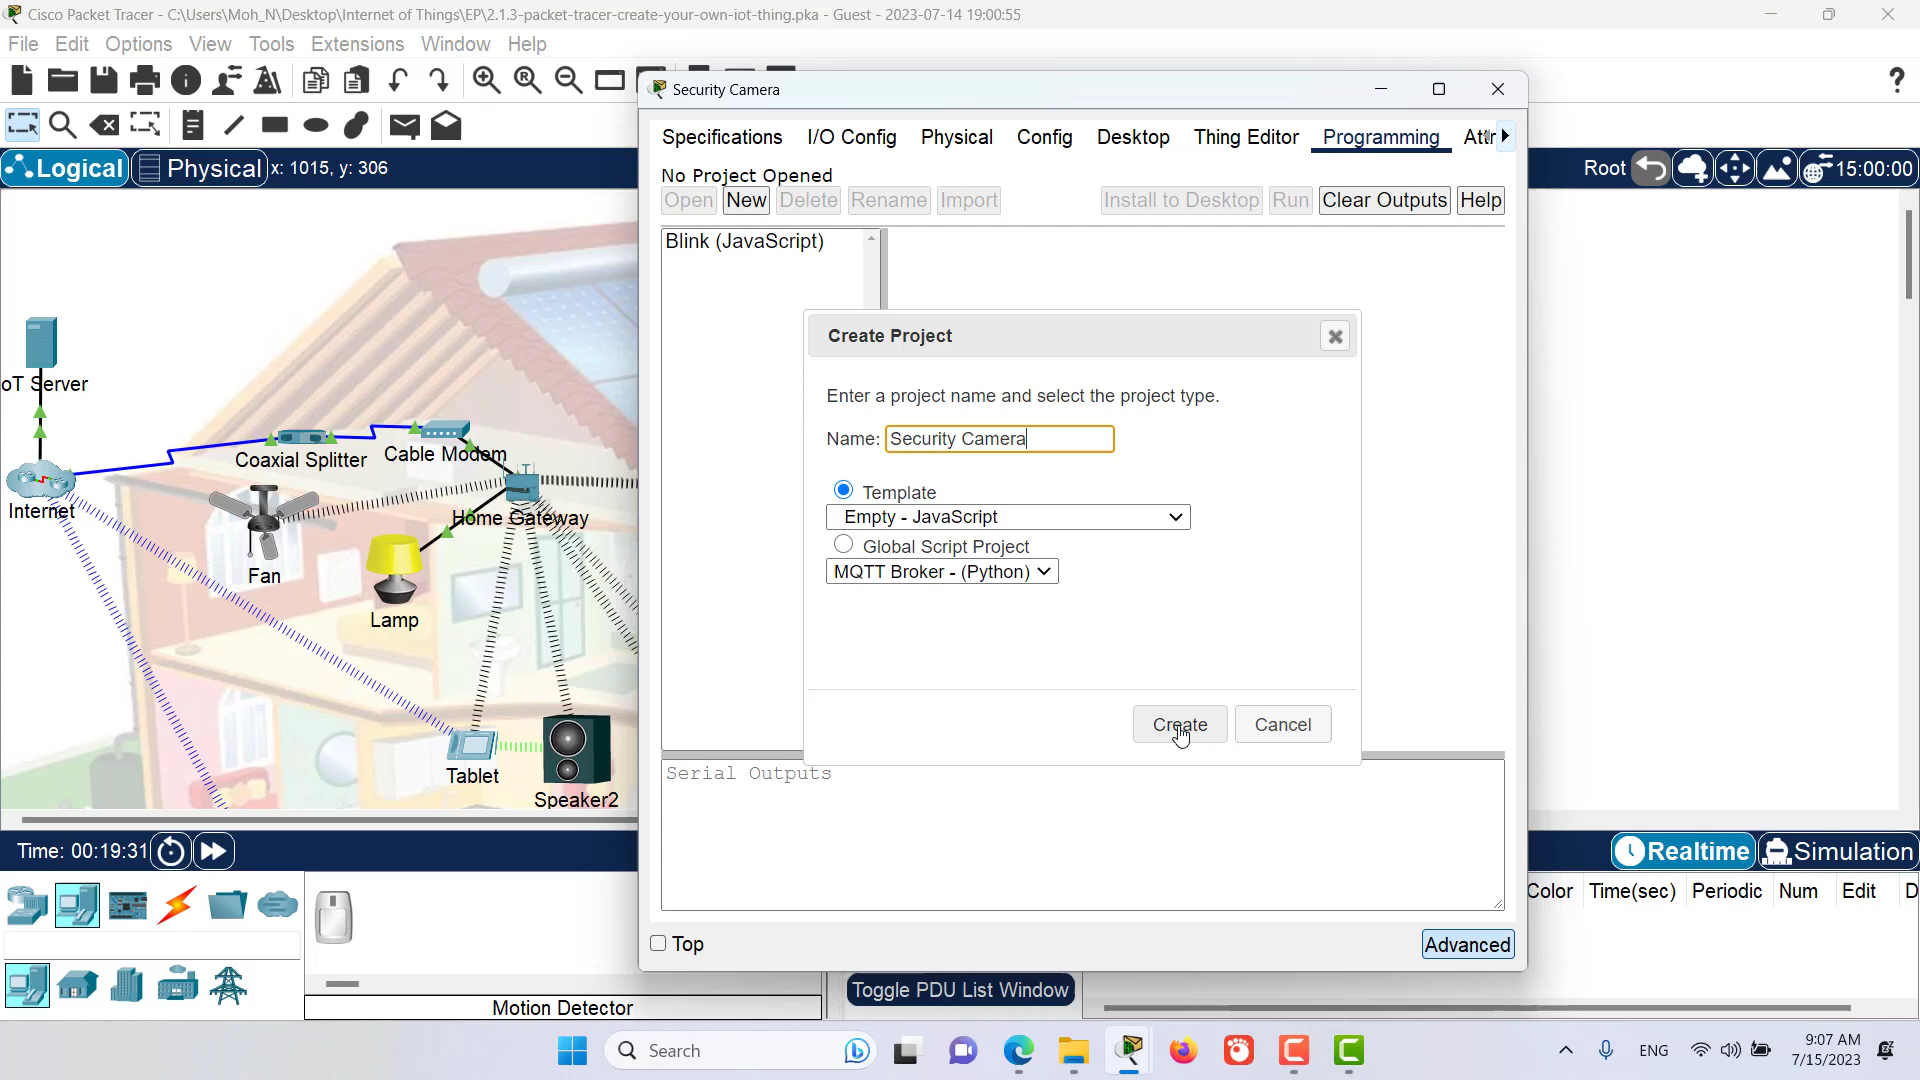 Cisco Packet Tracer - C:\Users\Moh_N\Desktop\Internet of Things\EP\2.1.3-packet-tracer-create-your-own-iot-thing.pka - Guest - 2023-07-14 19:00:55
File Edit Options View Tools Extensions Window Help
Security Camera
Specifications I/O Config Physical Config Desktop Thing Editor Programming Attr
Logical Physical x: 1015, y: 306
Root 15:00:00
No Project Opened
Open New Delete Rename Import Install to Desktop Run Clear Outputs Help
Blink (JavaScript)
Create Project
Enter a project name and select the project type.
Name: Security Camera
Template
Empty - JavaScript
Global Script Project
MQTT Broker - (Python)
Create Cancel
oT Server
Coaxial Splitter
Cable Modem
Internet
Home Gateway
Fan
Lamp
Tablet
Speaker2
Serial Outputs
Time: 00:19:31
Realtime Simulation
Color Time(sec) Periodic Num Edit D
Top
Advanced
Toggle PDU List Window
Motion Detector
Search
ENG
9:07 AM
7/15/2023